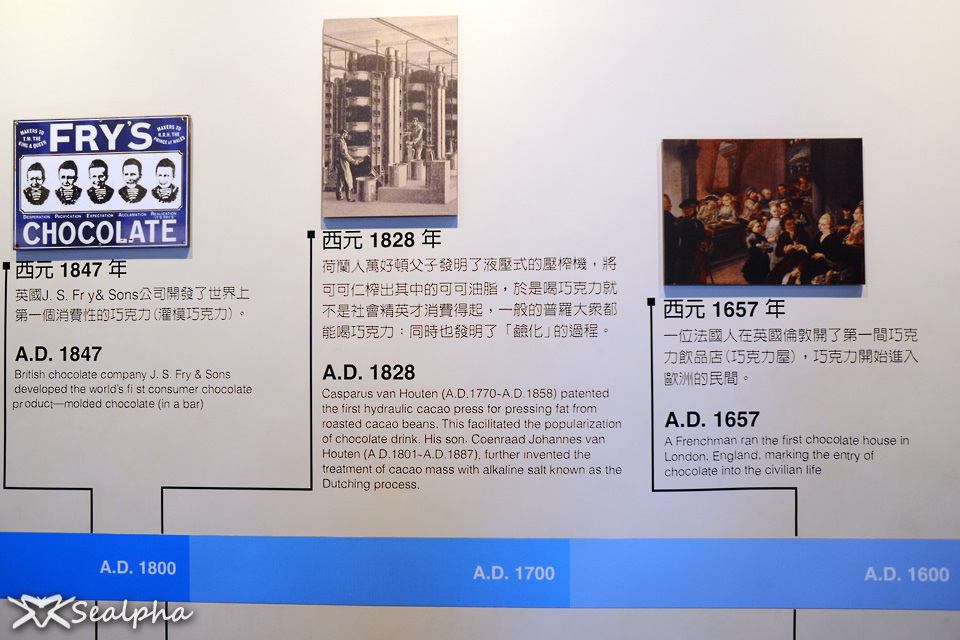 MAKERS TO
T.M. THE
KING & QUEEN
FRY'S
MAKERS TO
H.R.H. THE
PRINCE of WALES
DESPERATION PACIFICATION EXPECTATION ACCLAMATION REALIZATION
IT'S FRY'S
CHOCOLATE
西元 1847 年
英國J. S. Fr y& Sons公司開發了世界上
第一個消費性的巧克力(灌模巧克力)。
A.D. 1847
British chocolate company J. S. Fry & Sons
developed the world's fi st consumer chocolate
product—molded chocolate (in a bar)
西元 1828 年
荷蘭人萬好頓父子發明了液壓式的壓榨機，將
可可仁榨出其中的可可油脂，於是喝巧克力就
不是社會精英才消費得起，一般的普羅大眾都
能喝巧克力；同時也發明了「鹼化」的過程。
A.D. 1828
Casparus van Houten (A.D.1770~A.D.1858) patented
the first hydraulic cacao press for pressing fat from
roasted cacao beans. This facilitated the popularization
of chocolate drink. His son, Coenraad Johannes van
Houten (A.D.1801~A.D.1887), further invented the
treatment of cacao mass with alkaline salt known as the
Dutching process.
西元 1657 年
一位法國人在英國倫敦開了第一間巧克
力飲品店(巧克力屋)，巧克力開始進入
歐洲的民間。
A.D. 1657
A Frenchman ran the first chocolate house in
London, England, marking the entry of
chocolate into the civilian life
A.D. 1800
A.D. 1700
A.D. 1600
Sealpha